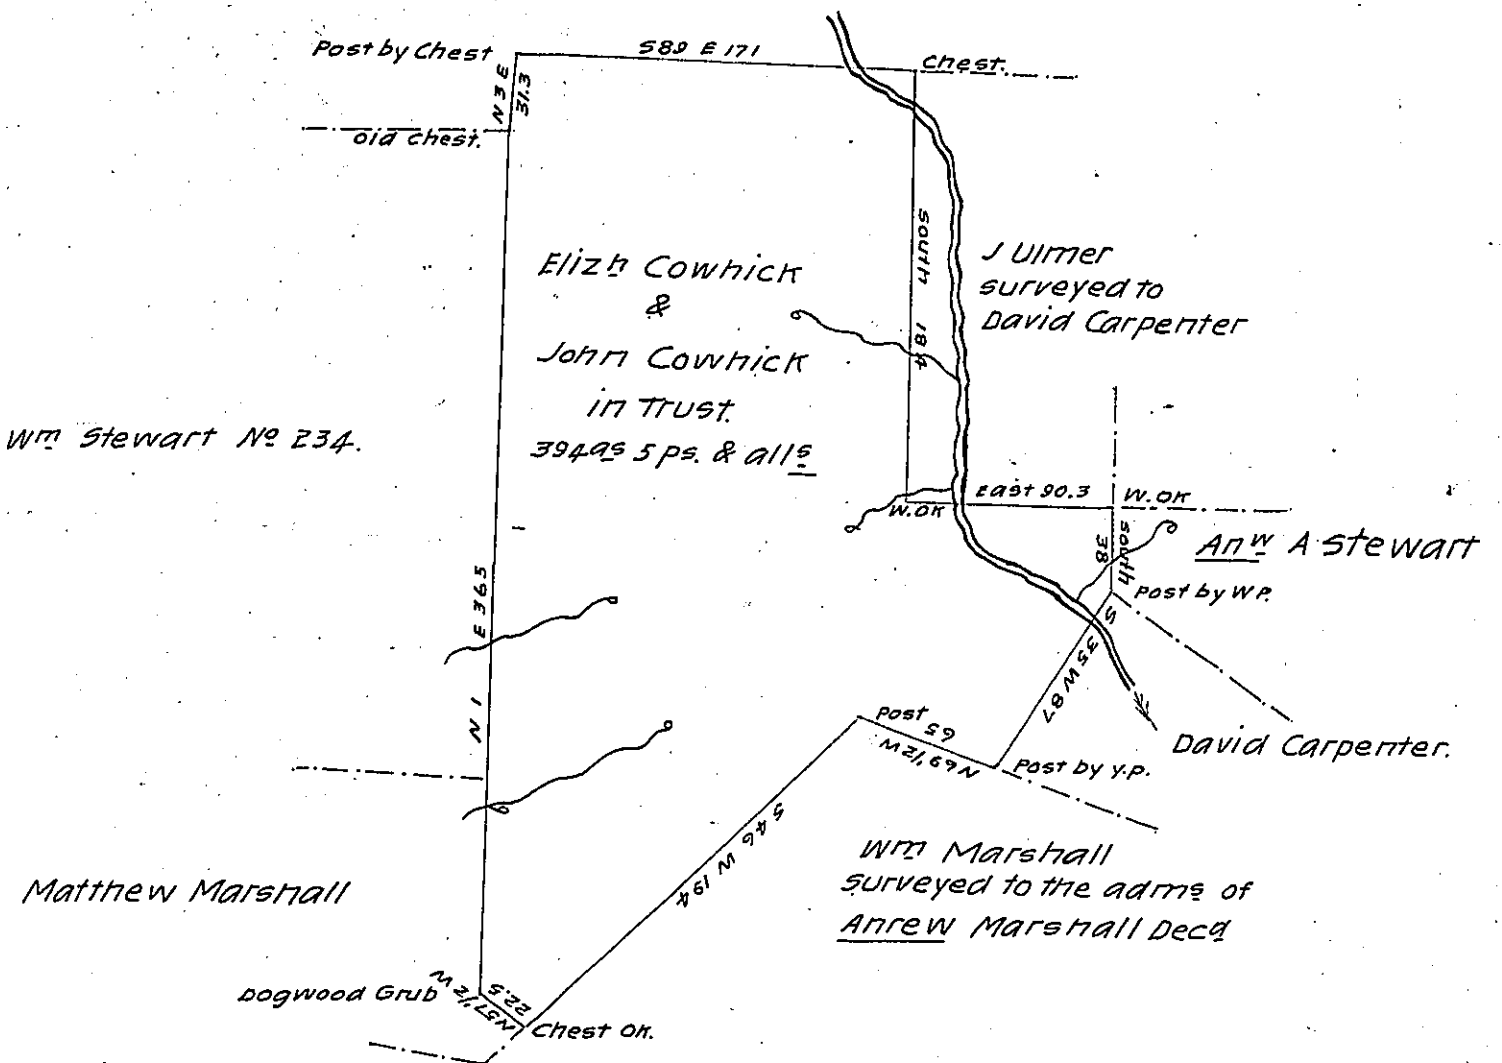 Post by Chest
S89 E 171
Chest.
N 3 E
31.3
Old Chest.
Elizh Cowhick
&
John Cowhick
in Trust.
394as 5 ps. & alls
South 184
J Ulmer
surveyed to
David Carpenter
Wm Stewart No 234.
W.OK
East 90.3
W.OK
South
38
Anw A Stewart
Post by W P.
S 35 W 87
N 1 E 365
Post
65
N69 1/2 W
Post by Y.P.
David Carpenter.
S 46 W 194
Wm Marshall
surveyed to the adms of
Anrew Marshall Decd
Matthew Marshall
Dogwood Grub
22.5
N57 1/2 W
Chest OK.